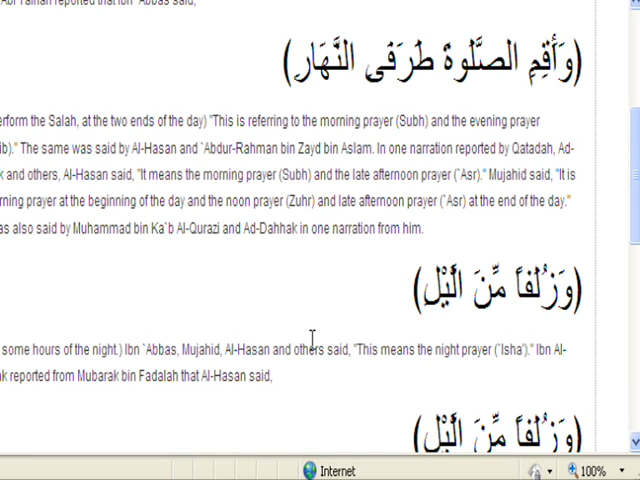 Abi Talhah reported that Ibn `Abbas said,
(وَأَقِمِ الصَّلَوةَ طَرَفَىِ النَّهَارِ)
erform the Salah, at the two ends of the day) "This is referring to the morning prayer (Subh) and the evening prayer
ib)." The same was said by Al-Hasan and `Abdur-Rahman bin Zayd bin Aslam. In one narration reported by Qatadah, Ad-
k and others, Al-Hasan said, "It means the morning prayer (Subh) and the late afternoon prayer (`Asr)." Mujahid said, "It is
rning prayer at the beginning of the day and the noon prayer (Zuhr) and late afternoon prayer (`Asr) at the end of the day."
as also said by Muhammad bin Ka`b Al-Qurazi and Ad-Dahhak in one narration from him.
(وَزُلَفاً مِّنَ الَّيْلِ)
some hours of the night.) Ibn `Abbas, Mujahid, Al-Hasan and others said, "This means the night prayer (`Isha')." Ibn Al-
ak reported from Mubarak bin Fadalah that Al-Hasan said,
(وَزُلَفاً مِّنَ الَّيْلِ)
Internet
100%